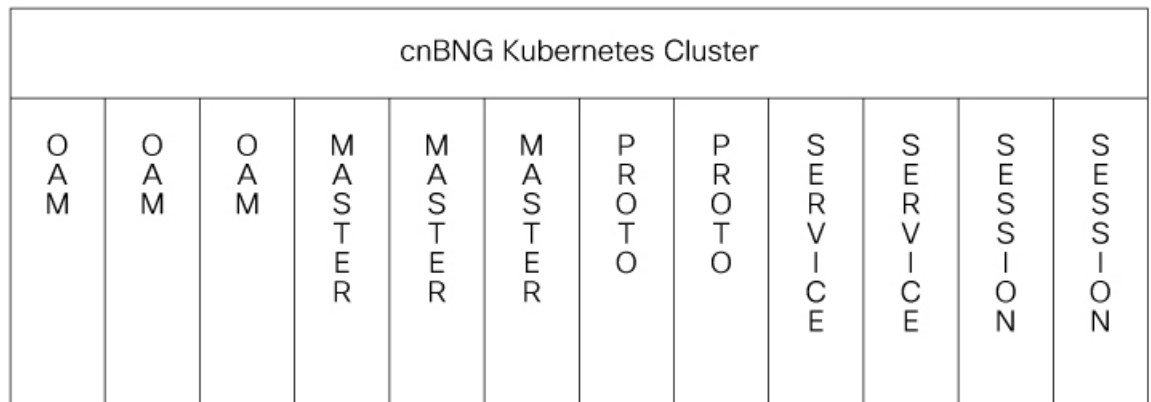 cnBNG Kubernetes Cluster
OAM
OAM
OAM
MASTER
MASTER
MASTER
PROTO
PROTO
SERVICE
SERVICE
SESSION
SESSION